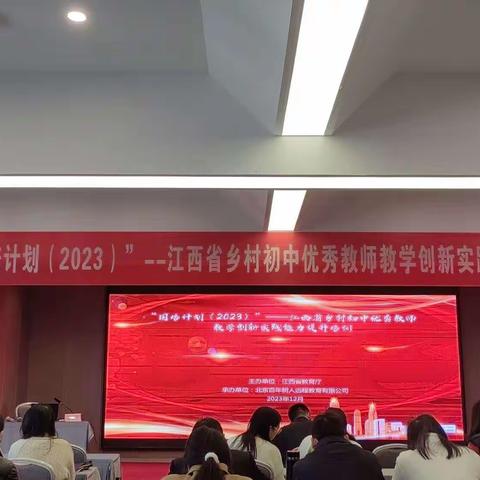 计划（2023）”--江西省乡村初中优秀教师教学创新实践
“国培计划（2023）”——江西省乡村初中优秀教师
教学创新实践能力提升培训
主办单位：江西省教育厅
承办单位：北京百年树人远程教育有限公司
2023年12月